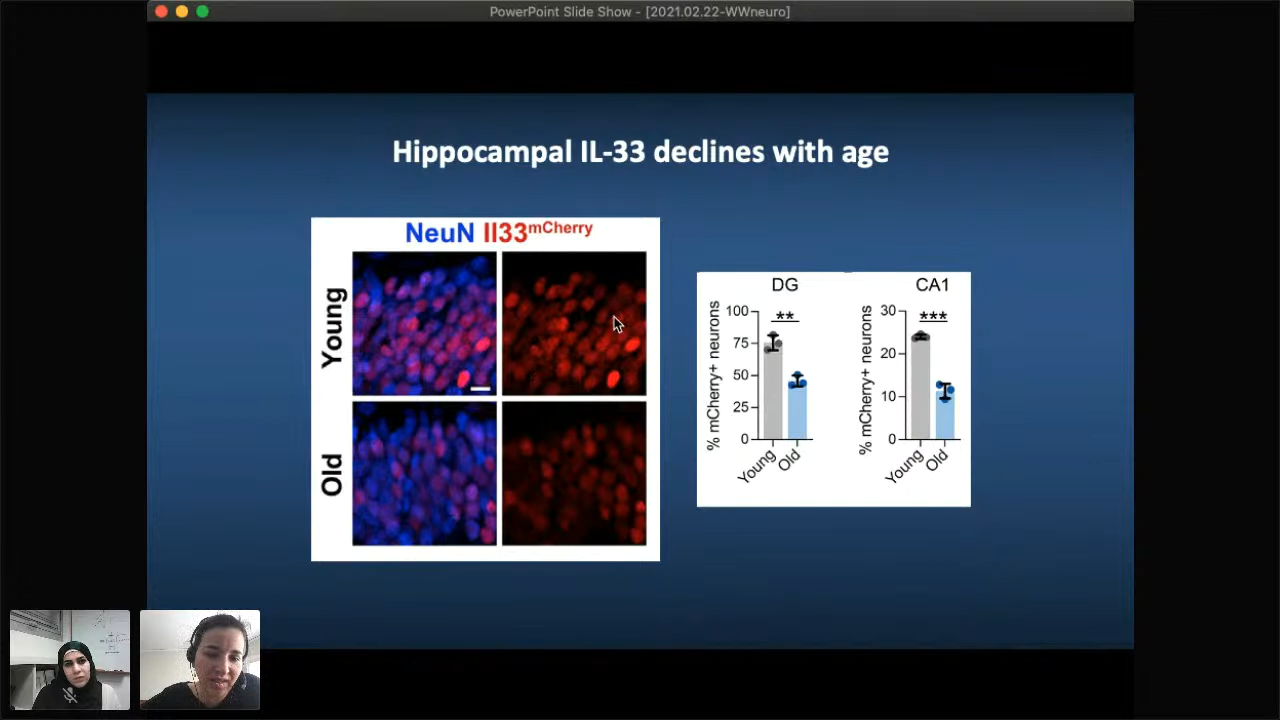 PowerPoint Slide Show - [2021.02.22-WWneuro]
Hippocampal IL-33 declines with age
NeuN Il33mCherry
Young
Old
DG
% mCherry+ neurons
100
75
50
25
0
**
Young
Old
CA1
% mCherry+ neurons
30
20
10
0
***
Young
Old